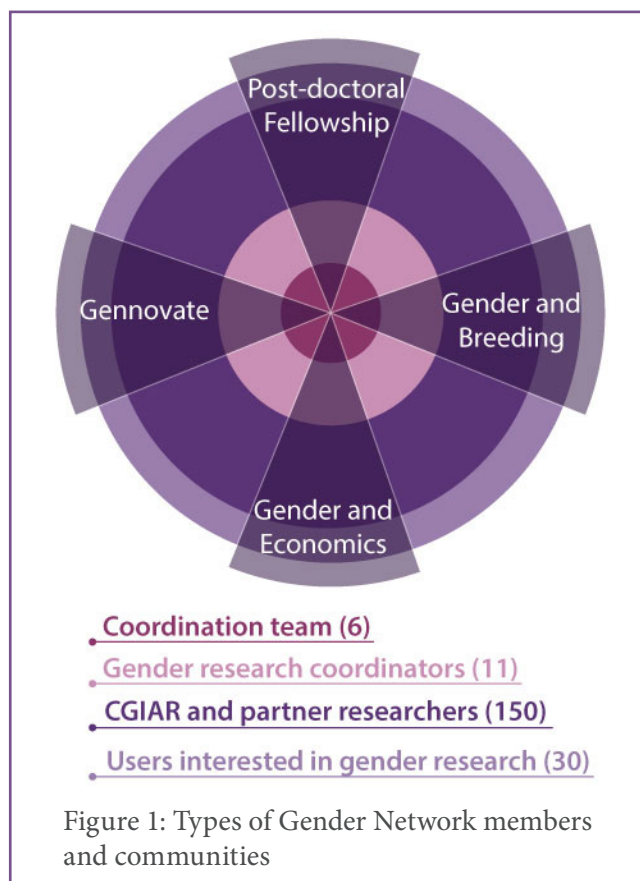 Post-doctoral
Fellowship
Gennovate
Gender and
Breeding
Gender and
Economics
Coordination team (6)
Gender research coordinators (11)
CGIAR and partner researchers (150)
Users interested in gender research (30)
Figure 1: Types of Gender Network members
and communities